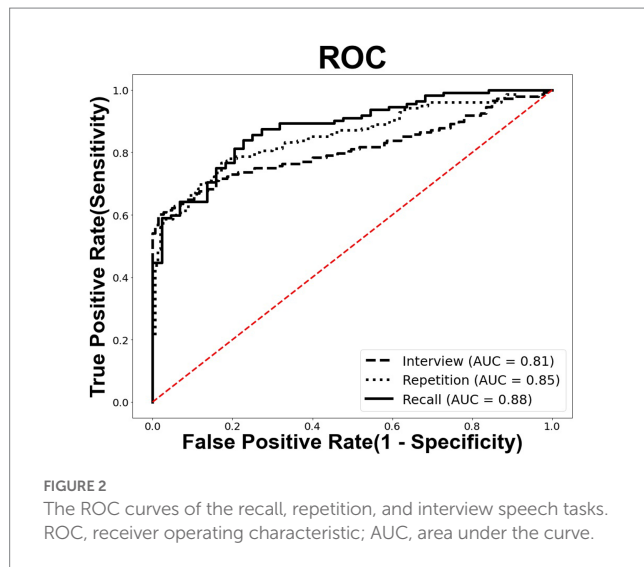 ROC
True Positive Rate(Sensitivity)
1.0
0.8
0.6
0.4
0.2
0.0
Interview (AUC = 0.81)
Repetition (AUC = 0.85)
Recall (AUC = 0.88)
0.0 0.2 0.4 0.6 0.8 1.0
False Positive Rate(1 - Specificity)
FIGURE 2
The ROC curves of the recall, repetition, and interview speech tasks.
ROC, receiver operating characteristic; AUC, area under the curve.